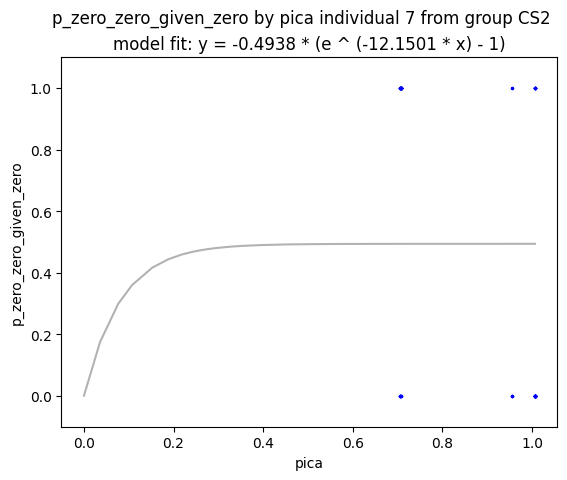 p_zero_zero_given_zero by pica individual 7 from group CS2
model fit: y = -0.4938 * (e ^ (-12.1501 * x) - 1)
1.0
0.8
0.6
0.4
0.2
0.0
p_zero_zero_given_zero
0.0 0.2 0.4 0.6 0.8 1.0
pica